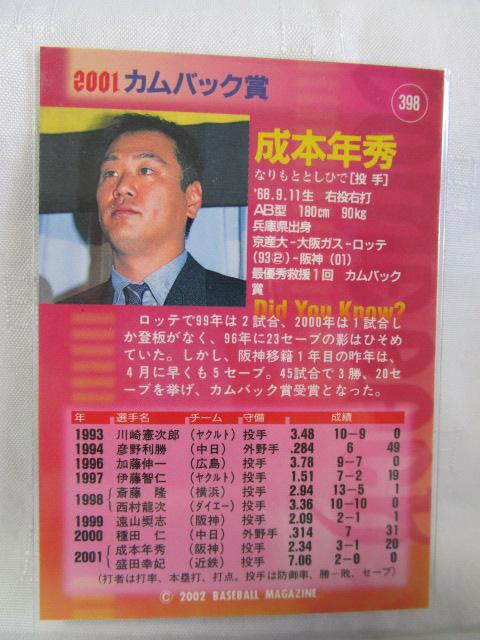 2001 カムバック賞
398
成本年秀
なりもととしひで[投 手]
'68.9.11生 右投右打
AB型 180cm 90kg
兵庫県出身
京産大-大阪ガス-ロッテ
(93②)-阪神(01)
最優秀救援1回 カムバック
賞
Did You Know?
ロッテで99年は2試合、2000年は1試合し
か登板がなく、96年に23セーブの影はひそめ
ていた。しかし、阪神移籍1年目の昨年は、
4月に早くも5セーブ。45試合で3勝、20セ
ーブを挙げ、カムバック賞受賞となった。
年 選手名 チーム 守備 成績
1993 川崎憲次郎 (ヤクルト) 投手 3.48 10-9 0
1994 彦野利勝 (中日) 外野手 .284 6 49
1996 加藤伸一 (広島) 投手 3.78 9-7 0
1997 伊藤智仁 (ヤクルト) 投手 1.51 7-2 19
1998 斎藤 隆 (横浜) 投手 2.94 13-5 1
西村龍次 (ダイエー) 投手 3.36 10-10 0
1999 遠山奬志 (阪神) 投手 2.09 2-1 1
2000 種田 仁 (中日) 外野手 .314 7 31
2001 成本年秀 (阪神) 投手 2.34 3-1 20
盛田幸妃 (近鉄) 投手 7.06 2-0 0
(打者は打率、本塁打、打点。投手は防御率、勝-敗、セーブ)
© 2002 BASEBALL MAGAZINE